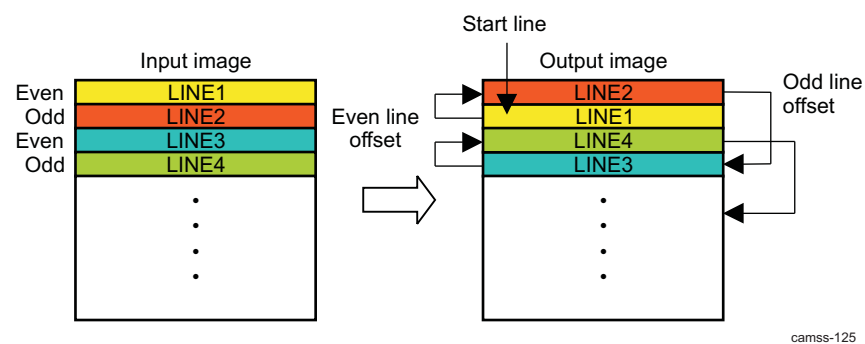 Start line
Input image
Output image
Even LINE1
Odd LINE2
Even LINE3
Odd LINE4
Even line
offset
LINE2
LINE1
LINE4
LINE3
Odd line
offset
camss-125